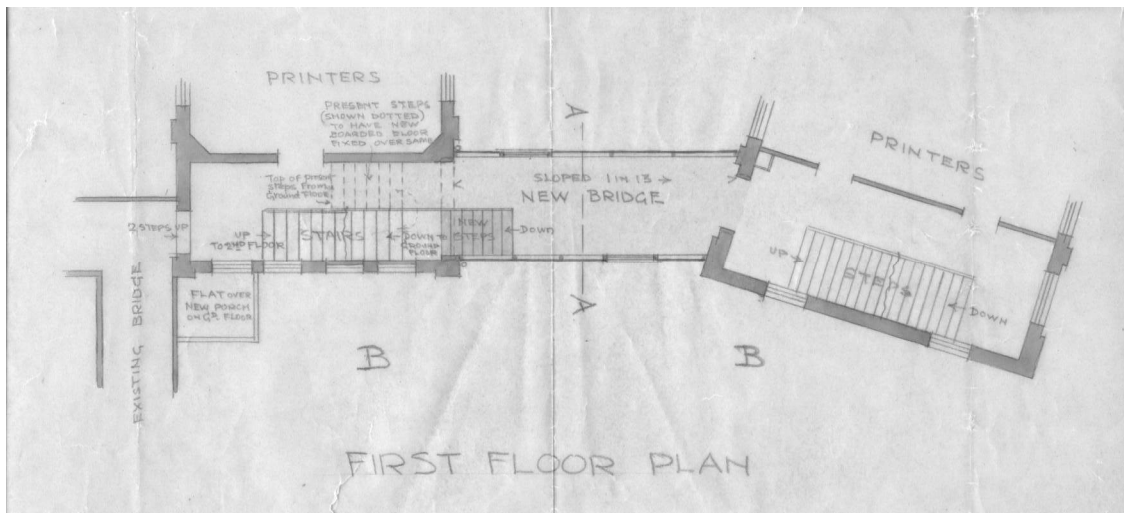 PRINTERS
PRESENT STEPS
(SHOWN DOTTED)
TO HAVE NEW
BOARDED FLOOR
FIXED OVER SAME
Top of present
steps from
Ground Floor
2 STEPS UP
UP
TO 2ND FLOOR
STAIRS
DOWN TO
GROUND
FLOOR
NEW
STEPS
DOWN
A
SLOPED 1 IN 13
NEW BRIDGE
A
PRINTERS
UP
STEPS
DOWN
FLAT OVER
NEW PORCH
ON GD. FLOOR
EXISTING BRIDGE
B
B
FIRST FLOOR PLAN